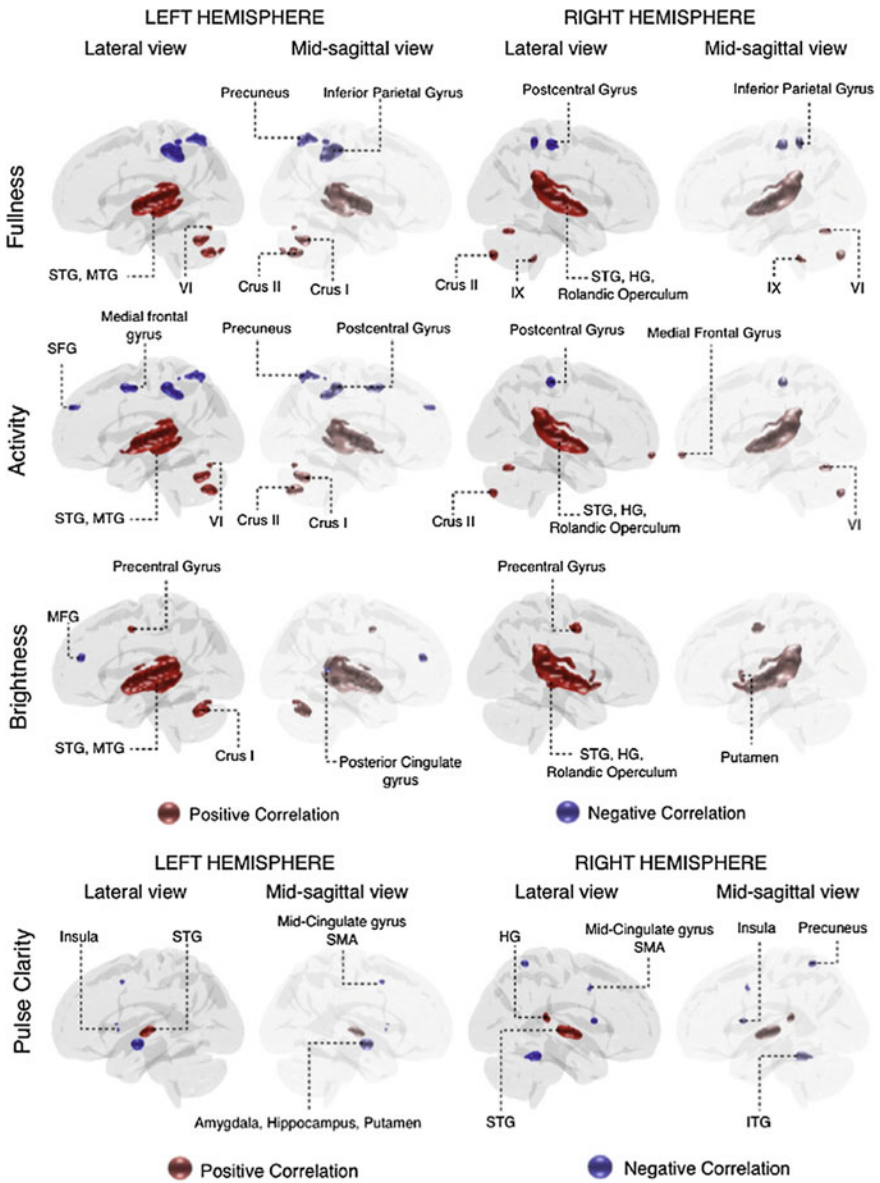 LEFT HEMISPHERE
RIGHT HEMISPHERE
Lateral view
Mid-sagittal view
Lateral view
Mid-sagittal view
Fullness
Precuneus
Inferior Parietal Gyrus
Postcentral Gyrus
Inferior Parietal Gyrus
STG, MTG
VI
Crus II
Crus I
Crus II
IX
STG, HG,
Rolandic Operculum
IX
VI
Activity
SFG
Medial frontal
gyrus
Precuneus
Postcentral Gyrus
Postcentral Gyrus
Medial Frontal Gyrus
STG, MTG
VI
Crus II
Crus I
Crus II
STG, HG,
Rolandic Operculum
VI
Brightness
Precentral Gyrus
MFG
Precentral Gyrus
STG, MTG
Crus I
Posterior Cingulate
gyrus
STG, HG,
Rolandic Operculum
Putamen
Positive Correlation
Negative Correlation
LEFT HEMISPHERE
RIGHT HEMISPHERE
Lateral view
Mid-sagittal view
Lateral view
Mid-sagittal view
Pulse Clarity
Insula
STG
Mid-Cingulate gyrus
SMA
HG
Mid-Cingulate gyrus
SMA
Insula
Precuneus
Amygdala, Hippocampus, Putamen
STG
ITG
Positive Correlation
Negative Correlation